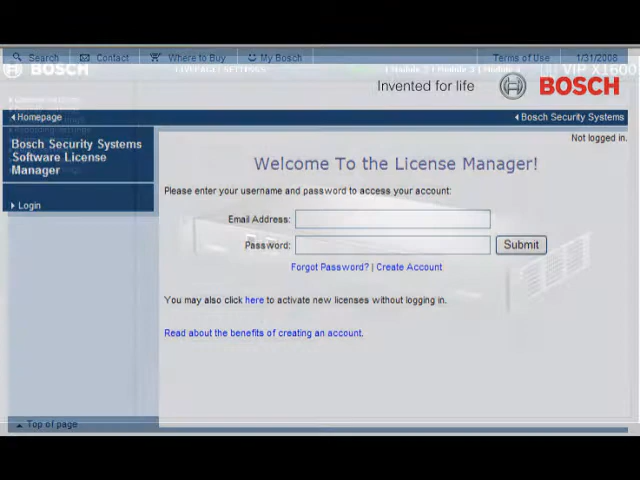 Search Contact Where to Buy My Bosch Terms of Use 1/31/2008
BOSCH VIP X1600
Invented for life BOSCH
Homepage Bosch Security Systems
Not logged in.
Bosch Security Systems
Software License
Manager
Login
Welcome To the License Manager!
Please enter your username and password to access your account:
Email Address:
Password: Submit
Forgot Password? | Create Account
You may also click here to activate new licenses without logging in.
Read about the benefits of creating an account.
Top of page